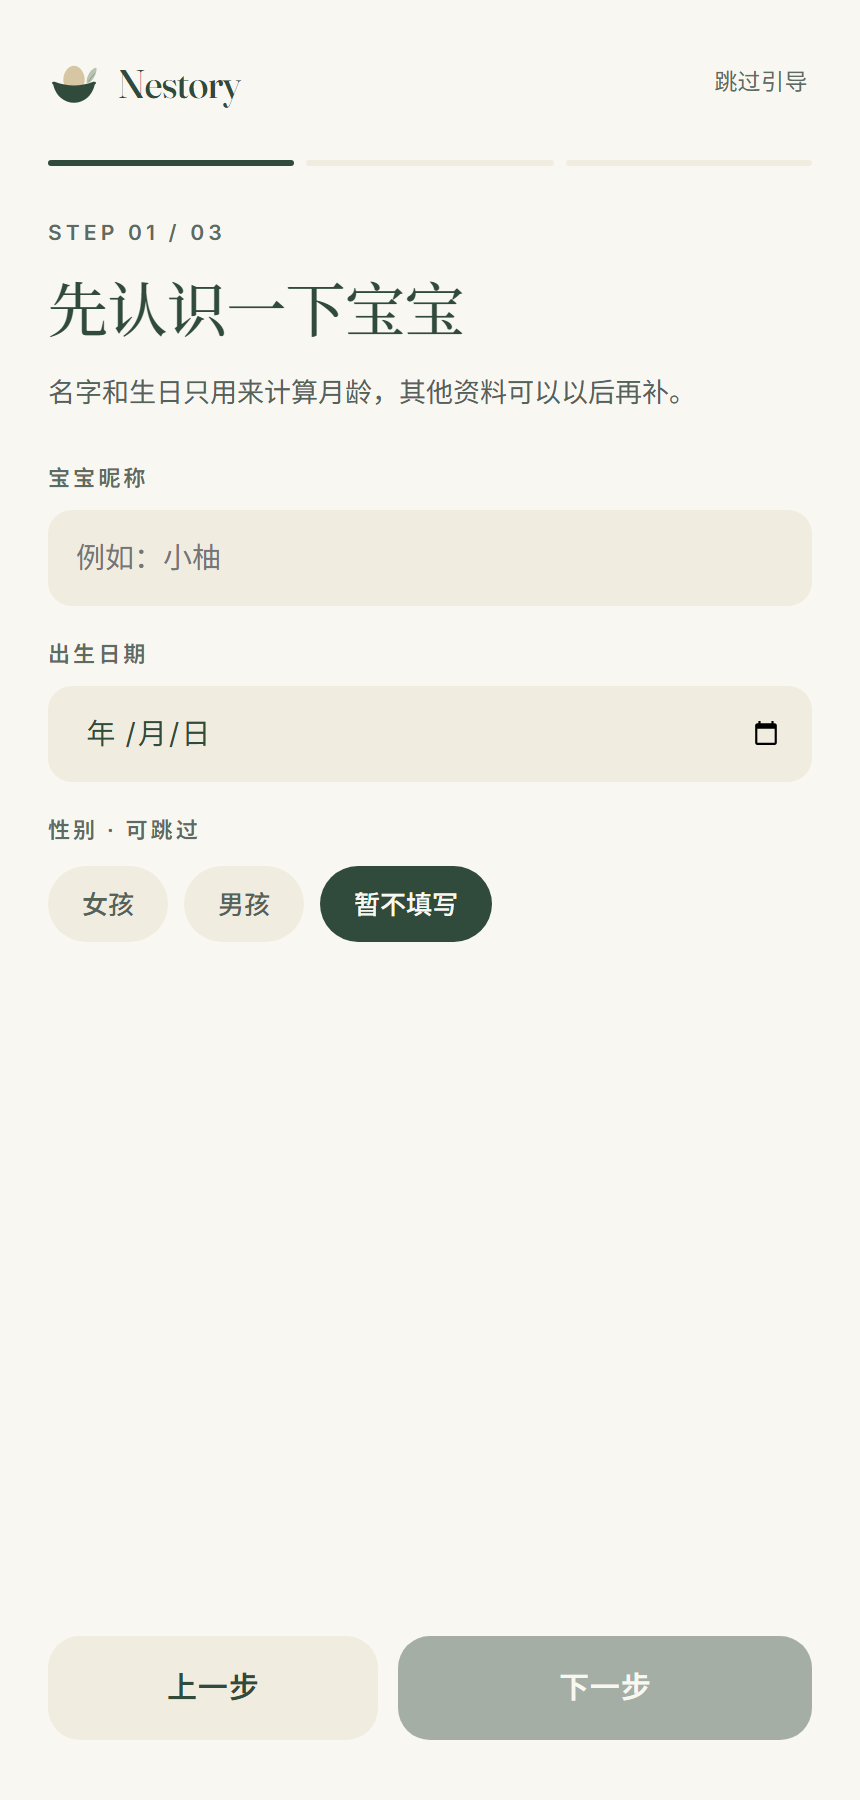 Nestory
跳过引导
STEP 01 / 03
先认识一下宝宝
名字和生日只用来计算月龄，其他资料可以以后再补。
宝宝昵称
例如：小柚
出生日期
年 /月/日
性别 · 可跳过
女孩 男孩 暂不填写
上一步 下一步